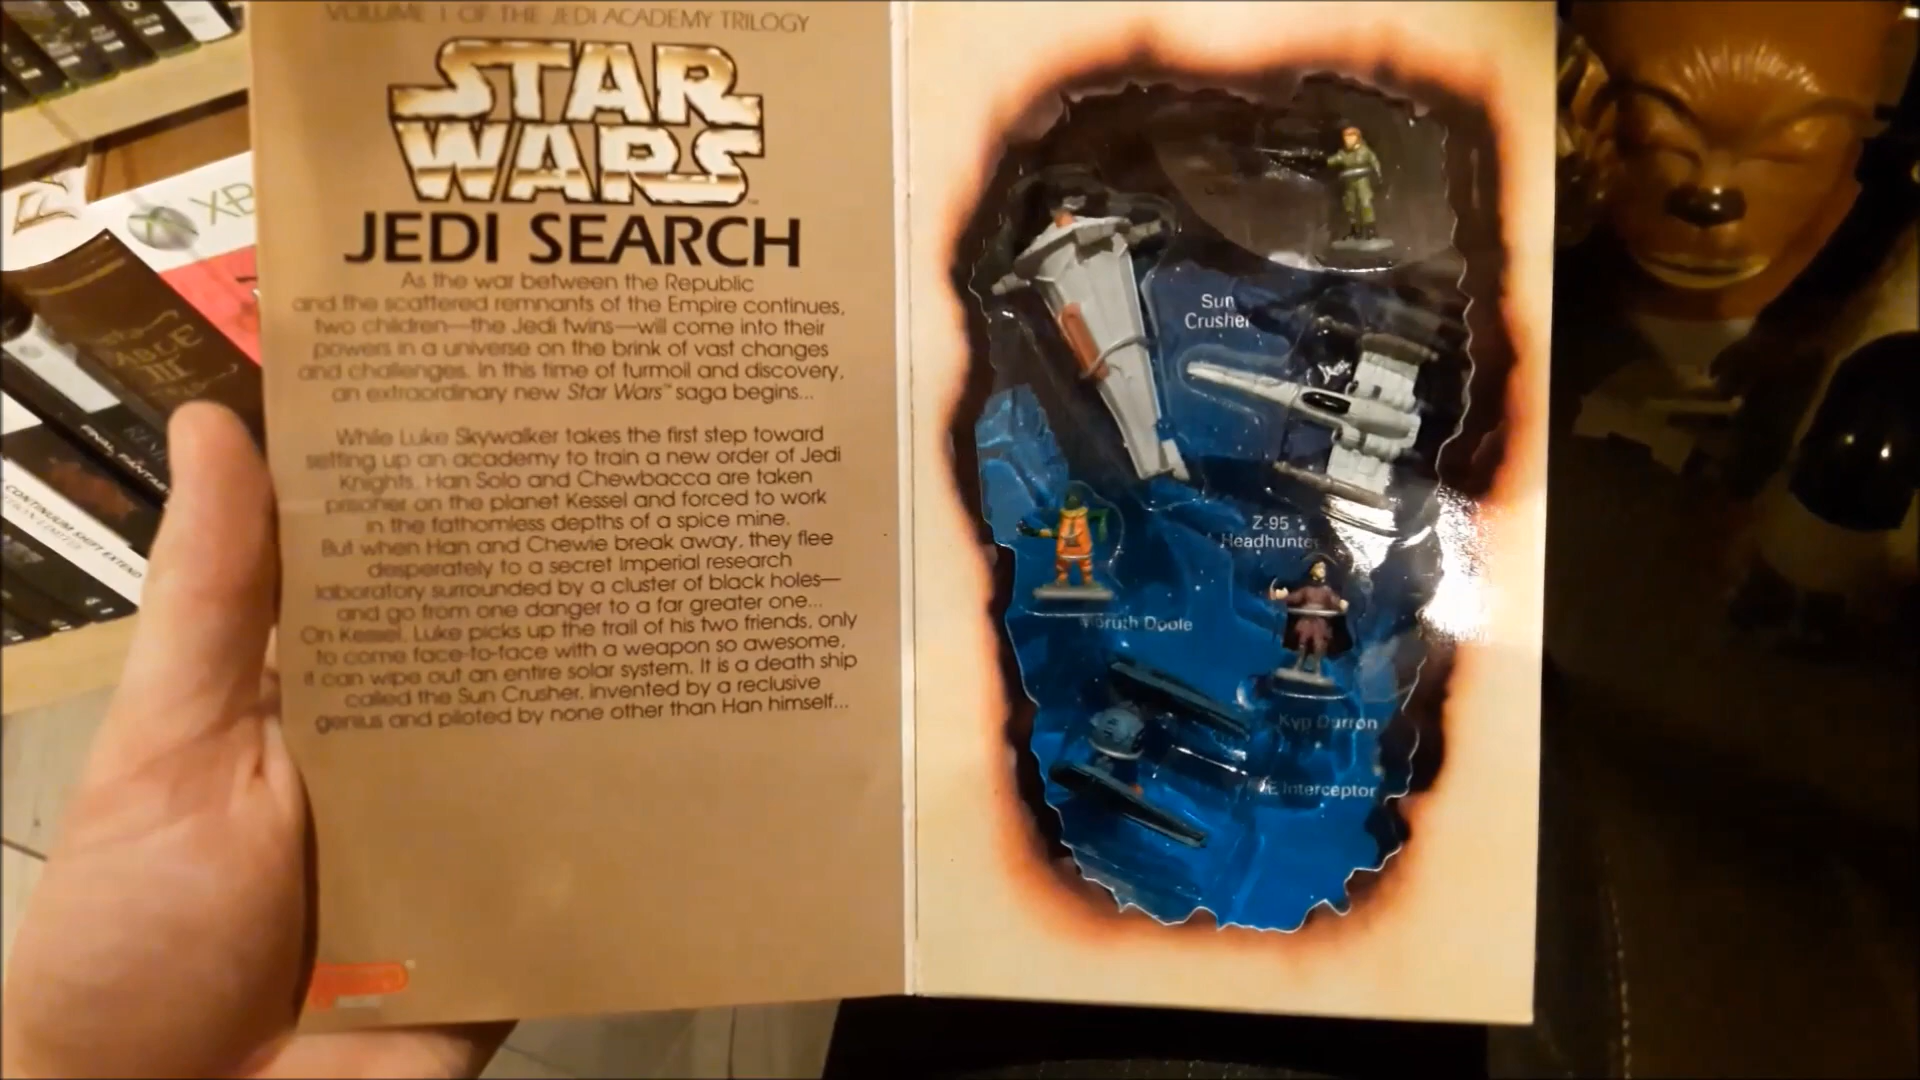 VOLUME 1 OF THE JEDI ACADEMY TRILOGY
STAR
WARS
JEDI SEARCH
As the war between the Republic
and the scattered remnants of the Empire continues,
two children—the Jedi twins—will come into their
powers in a universe on the brink of vast changes
and challenges. In this time of turmoil and discovery,
an extraordinary new Star Wars™ saga begins...
While Luke Skywalker takes the first step toward
setting up an academy to train a new order of Jedi
Knights, Han Solo and Chewbacca are taken
prisoner on the planet Kessel and forced to work
in the fathomless depths of a spice mine.
But when Han and Chewie break away, they flee
desperately to a secret Imperial research
laboratory surrounded by a cluster of black holes—
and go from one danger to a far greater one...
On Kessel, Luke picks up the trail of his two friends, only
to come face-to-face with a weapon so awesome,
it can wipe out an entire solar system. It is a death ship
called the Sun Crusher, invented by a reclusive
genius and piloted by none other than Han himself...
Sun
Crusher
Z-95
Headhunter
Moruth Doole
Kyp Durron
E Interceptor
XB
FINAL FANTAS
CONTINUUM SHIFT EXTEND